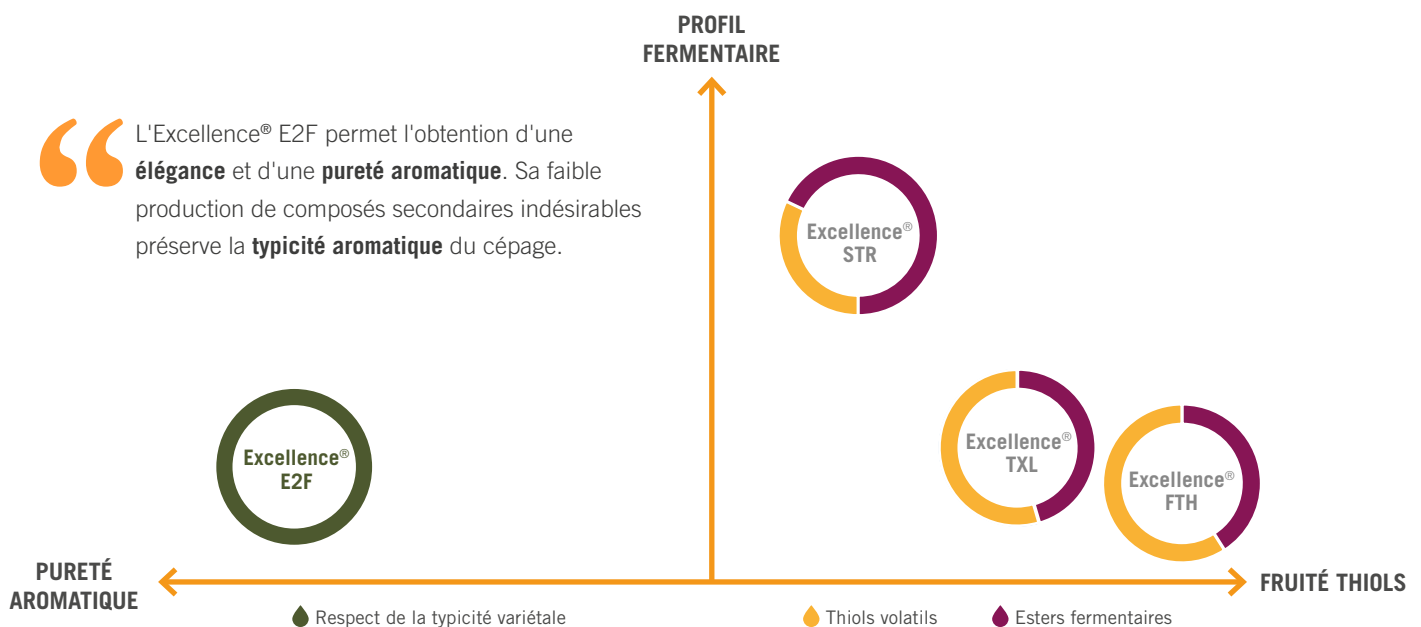 PROFIL
FERMENTAIRE
L'Excellence® E2F permet l'obtention d'une
élégance et d'une pureté aromatique. Sa faible
production de composés secondaires indésirables
préserve la typicité aromatique du cépage.
Excellence®
STR
Excellence®
E2F
Excellence®
TXL
Excellence®
FTH
PURETÉ
AROMATIQUE
FRUITÉ THIOLS
Respect de la typicité variétale
Thiols volatils
Esters fermentaires